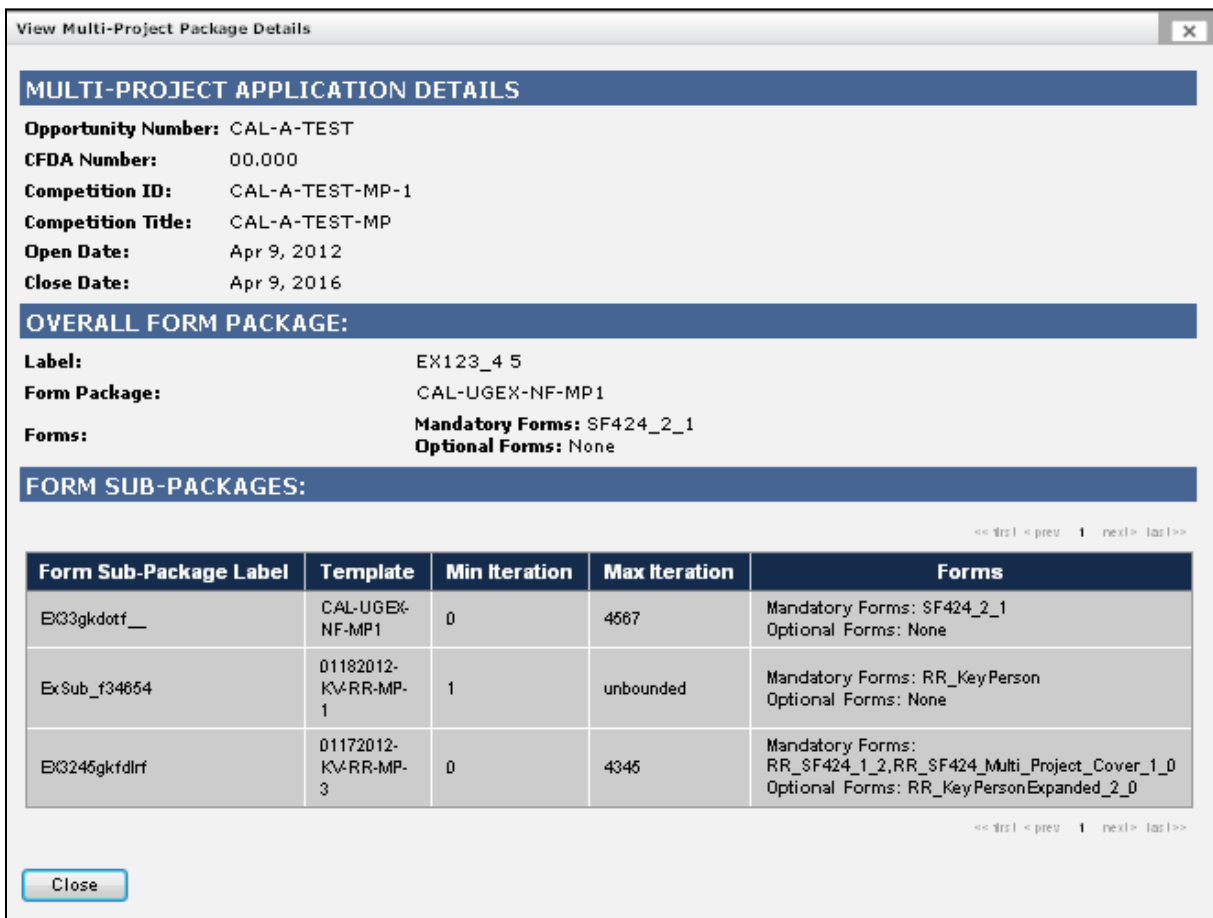 View Multi-Project Package Details
MULTI-PROJECT APPLICATION DETAILS
Opportunity Number: CAL-A-TEST
CFDA Number: 00.000
Competition ID: CAL-A-TEST-MP-1
Competition Title: CAL-A-TEST-MP
Open Date: Apr 9, 2012
Close Date: Apr 9, 2016
OVERALL FORM PACKAGE:
Label: EX123_4 5
Form Package: CAL-UGEX-NF-MP1
Forms: Mandatory Forms: SF424_2_1
Optional Forms: None
FORM SUB-PACKAGES:
<< first < prev 1 next > last >>
Form Sub-Package Label Template Min Iteration Max Iteration Forms
EX33gkdotf__ CAL-UGEX-NF-MP1 0 4567 Mandatory Forms: SF424_2_1
Optional Forms: None
ExSub_f34654 01182012-KV-RR-MP-1 1 unbounded Mandatory Forms: RR_KeyPerson
Optional Forms: None
EX3245gkfdlrf 01172012-KV-RR-MP-3 0 4345 Mandatory Forms:
RR_SF424_1_2,RR_SF424_Multi_Project_Cover_1_0
Optional Forms: RR_KeyPersonExpanded_2_0
<< first < prev 1 next > last >>
Close